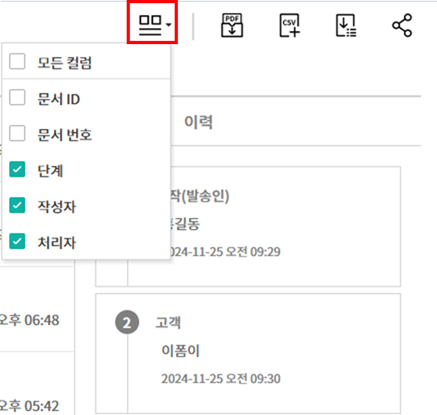 PDF
CSV
모든 컬럼
문서 ID
문서 번호
단계
작성자
처리자
이력
작(발송인)
길동
2024-11-25 오전 09:29
2
고객
이폼이
2024-11-25 오전 09:30
오후 06:48
오후 05:42